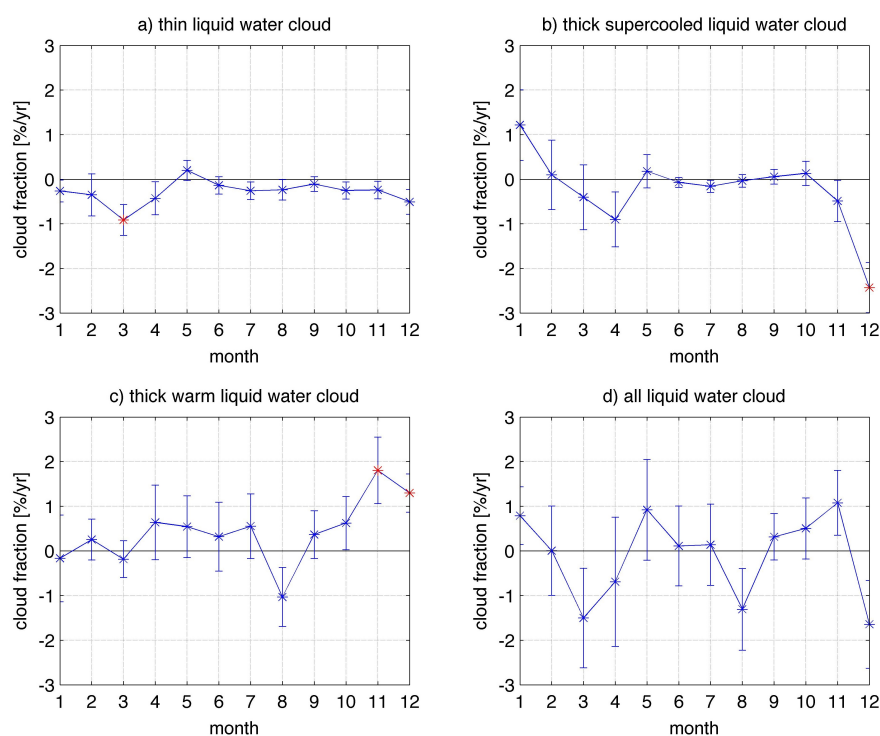 a) thin liquid water cloud
cloud fraction [%/yr]
3
2
1
0
-1
-2
-3
1 2 3 4 5 6 7 8 9 10 11 12
month
b) thick supercooled liquid water cloud
cloud fraction [%/yr]
3
2
1
0
-1
-2
-3
1 2 3 4 5 6 7 8 9 10 11 12
month
c) thick warm liquid water cloud
cloud fraction [%/yr]
3
2
1
0
-1
-2
-3
1 2 3 4 5 6 7 8 9 10 11 12
month
d) all liquid water cloud
cloud fraction [%/yr]
3
2
1
0
-1
-2
-3
1 2 3 4 5 6 7 8 9 10 11 12
month